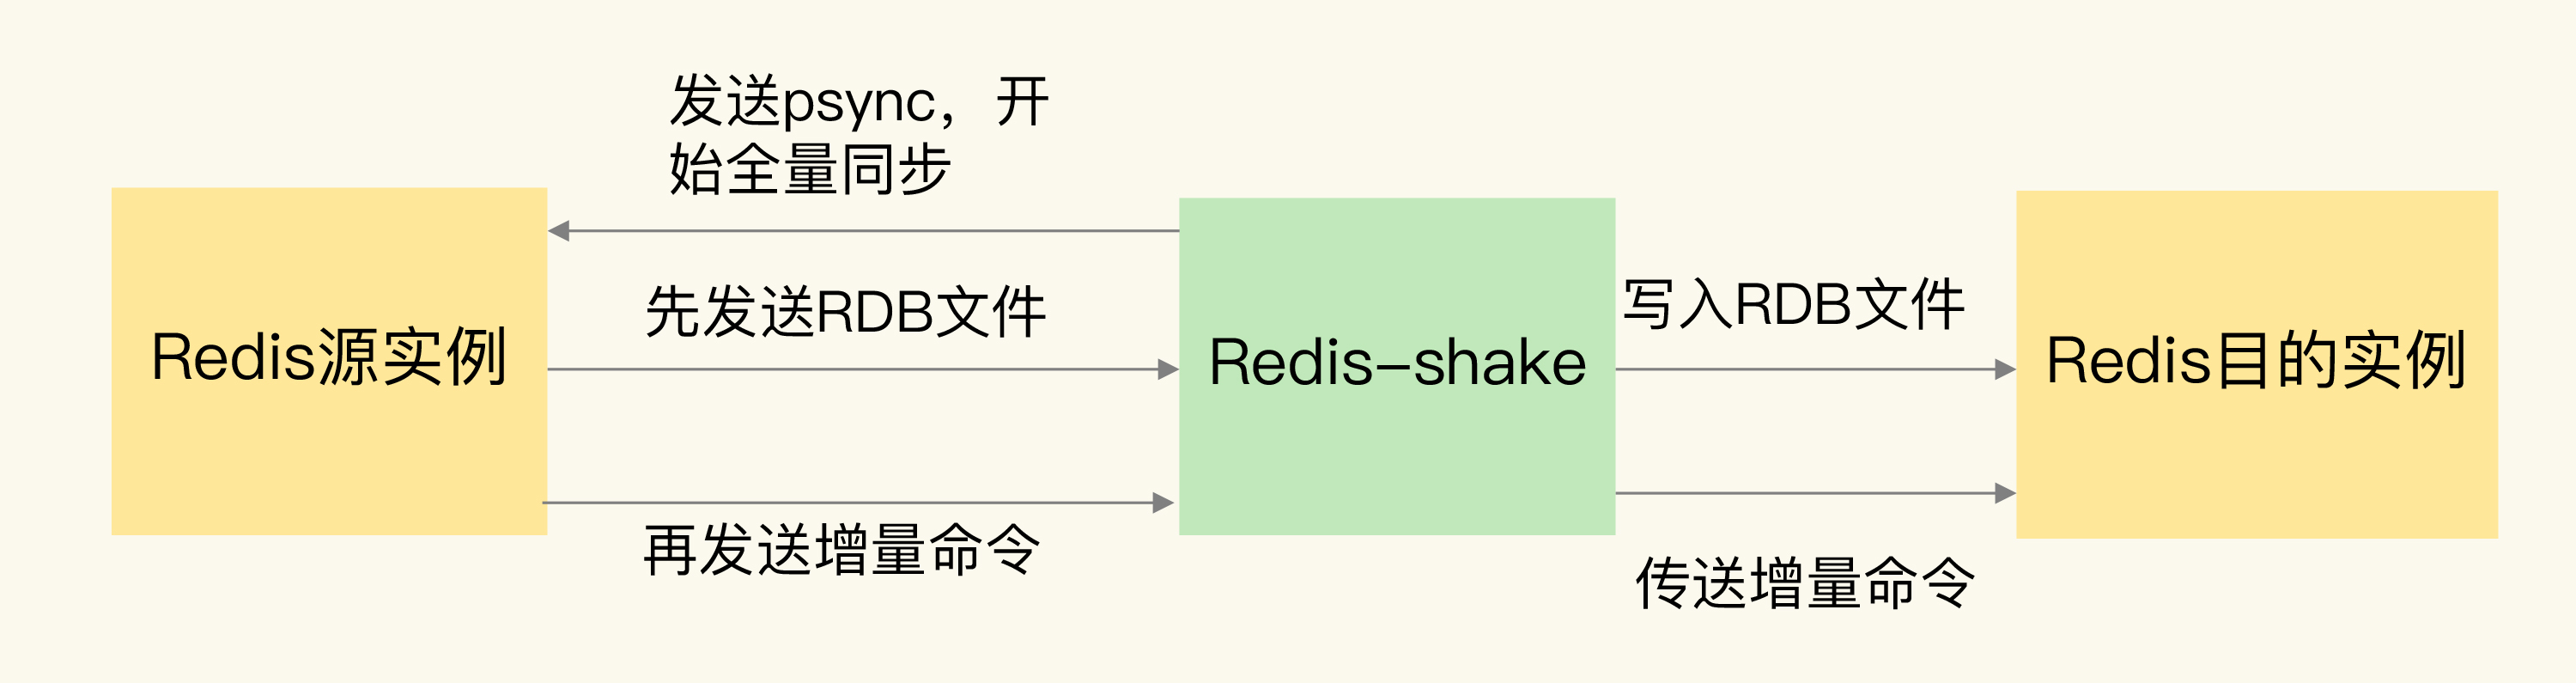 发送psync，开
始全量同步
先发送RDB文件
写入RDB文件
Redis源实例
Redis-shake
Redis目的实例
再发送增量命令
传送增量命令